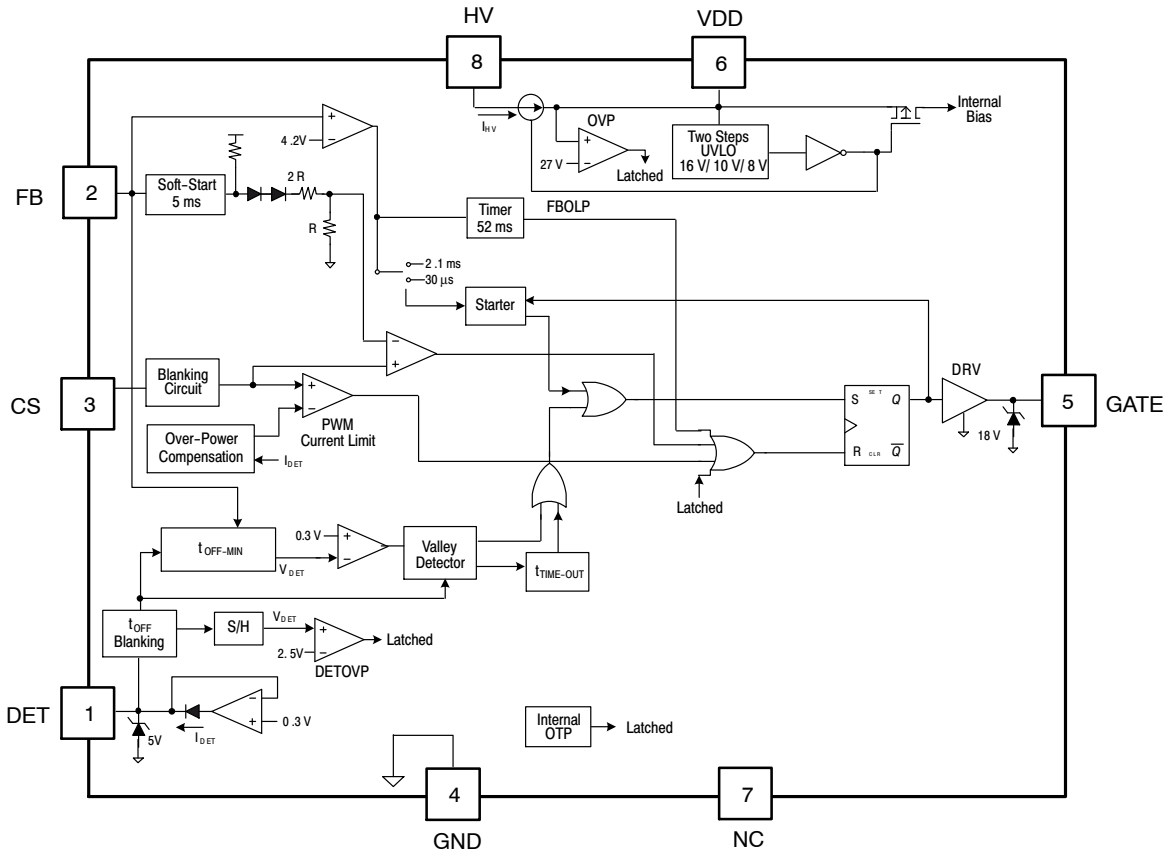 HV
VDD
8
6
I HV
OVP
27 V
Latched
Two Steps
UVLO
16 V/ 10 V/ 8 V
Internal
Bias
4.2V
FB
2
Soft-Start
5 ms
2 R
R
Timer
52 ms
FBOLP
2 .1 ms
30 μs
Starter
CS
3
Blanking
Circuit
PWM
Current Limit
Over-Power
Compensation
I DET
S SET Q
R CLR Q
DRV
18 V
5
GATE
Latched
t OFF-MIN
V DET
0.3 V
Valley
Detector
t TIME-OUT
t OFF
Blanking
S/H
V DET
2. 5V
DETOVP
Latched
DET
1
5V
I DET
0 .3 V
Internal
OTP
Latched
4
GND
7
NC